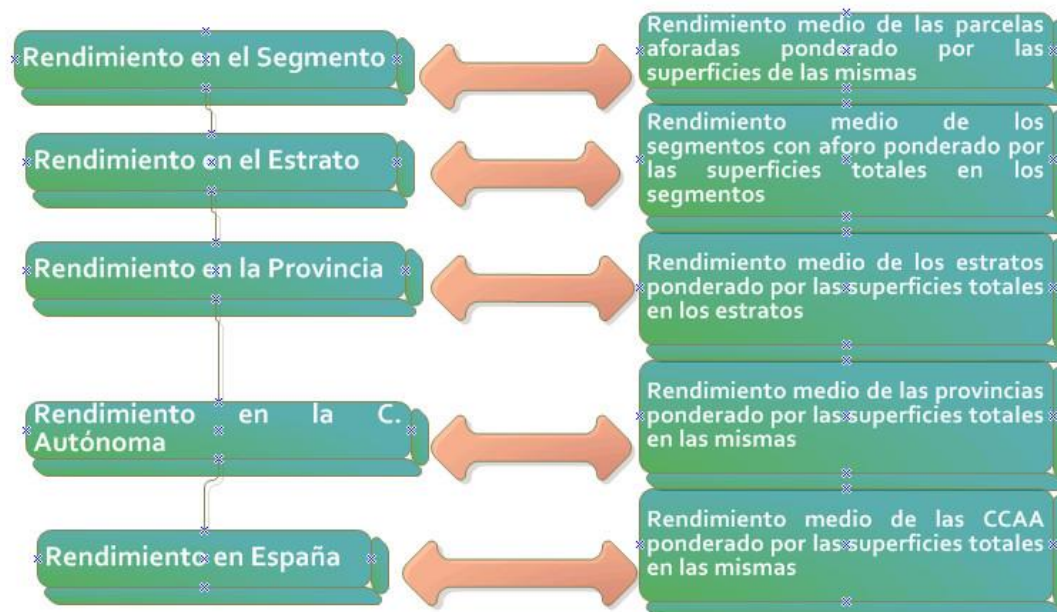 Rendimiento en el Segmento
Rendimiento medio de las parcelas
aforadas ponderado por las
superficies de las mismas
Rendimiento en el Estrato
Rendimiento medio de los
segmentos con aforo ponderado por
las superficies totales en los
segmentos
Rendimiento en la Provincia
Rendimiento medio de los estratos
ponderado por las superficies totales
en los estratos
Rendimiento en la C.
Autónoma
Rendimiento medio de las provincias
ponderado por las superficies totales
en las mismas
Rendimiento en España
Rendimiento medio de las CCAA
ponderado por las superficies totales
en las mismas